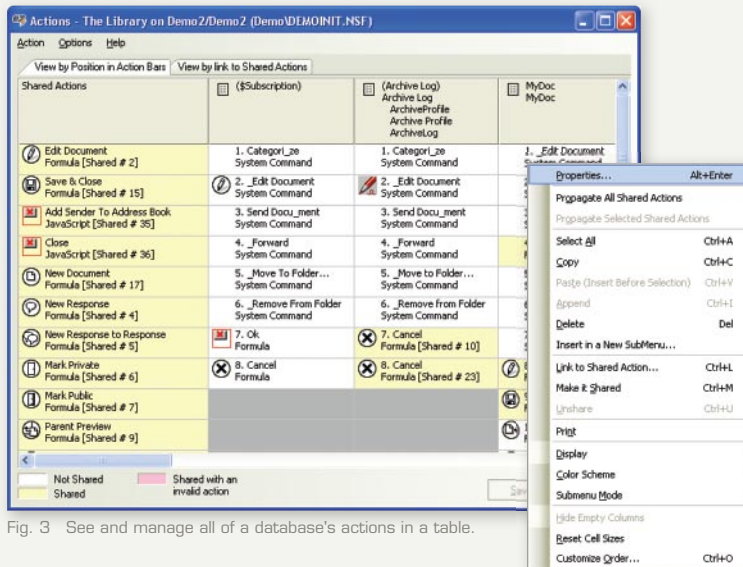 Actions - The Library on Demo2/Demo2 (Demo\DEMOINIT.NSF)
Action Options Help
View by Position in Action Bars View by link to Shared Actions
Shared Actions
($Subscription)
(Archive Log)
Archive Log
ArchiveProfile
Archive Profile
ArchiveLog
MyDoc
MyDoc
Edit Document
Formula [Shared # 2]
1. Categori_ze
System Command
1. Categori_ze
System Command
1. _Edit Document
System Command
Save & Close
Formula [Shared # 15]
2. _Edit Document
System Command
2. _Edit Document
System Command
Add Sender To Address Book
JavaScript [Shared # 35]
3. Send Docu_ment
System Command
3. Send Docu_ment
System Command
Close
JavaScript [Shared # 36]
4. _Forward
System Command
4. _Forward
System Command
New Document
Formula [Shared # 17]
5. _Move To Folder...
System Command
5. _Move to Folder...
System Command
New Response
Formula [Shared # 4]
6. _Remove From Folder
System Command
6. _Remove from Folder
System Command
New Response to Response
Formula [Shared # 5]
7. Ok
Formula
7. Cancel
Formula [Shared # 10]
Mark Private
Formula [Shared # 6]
8. Cancel
Formula
8. Cancel
Formula [Shared # 23]
Mark Public
Formula [Shared # 7]
Parent Preview
Formula [Shared # 9]
Not Shared
Shared
Shared with an
invalid action
Properties... Alt+Enter
Propagate All Shared Actions
Propagate Selected Shared Actions
Select All Ctrl+A
Copy Ctrl+C
Paste (Insert Before Selection) Ctrl+V
Append Ctrl+I
Delete Del
Insert in a New SubMenu...
Link to Shared Action... Ctrl+L
Make it Shared Ctrl+M
Unshare Ctrl+U
Print
Display
Color Scheme
Submenu Mode
Hide Empty Columns
Reset Cell Sizes
Customize Order... Ctrl+O
Fig. 3 See and manage all of a database's actions in a table.